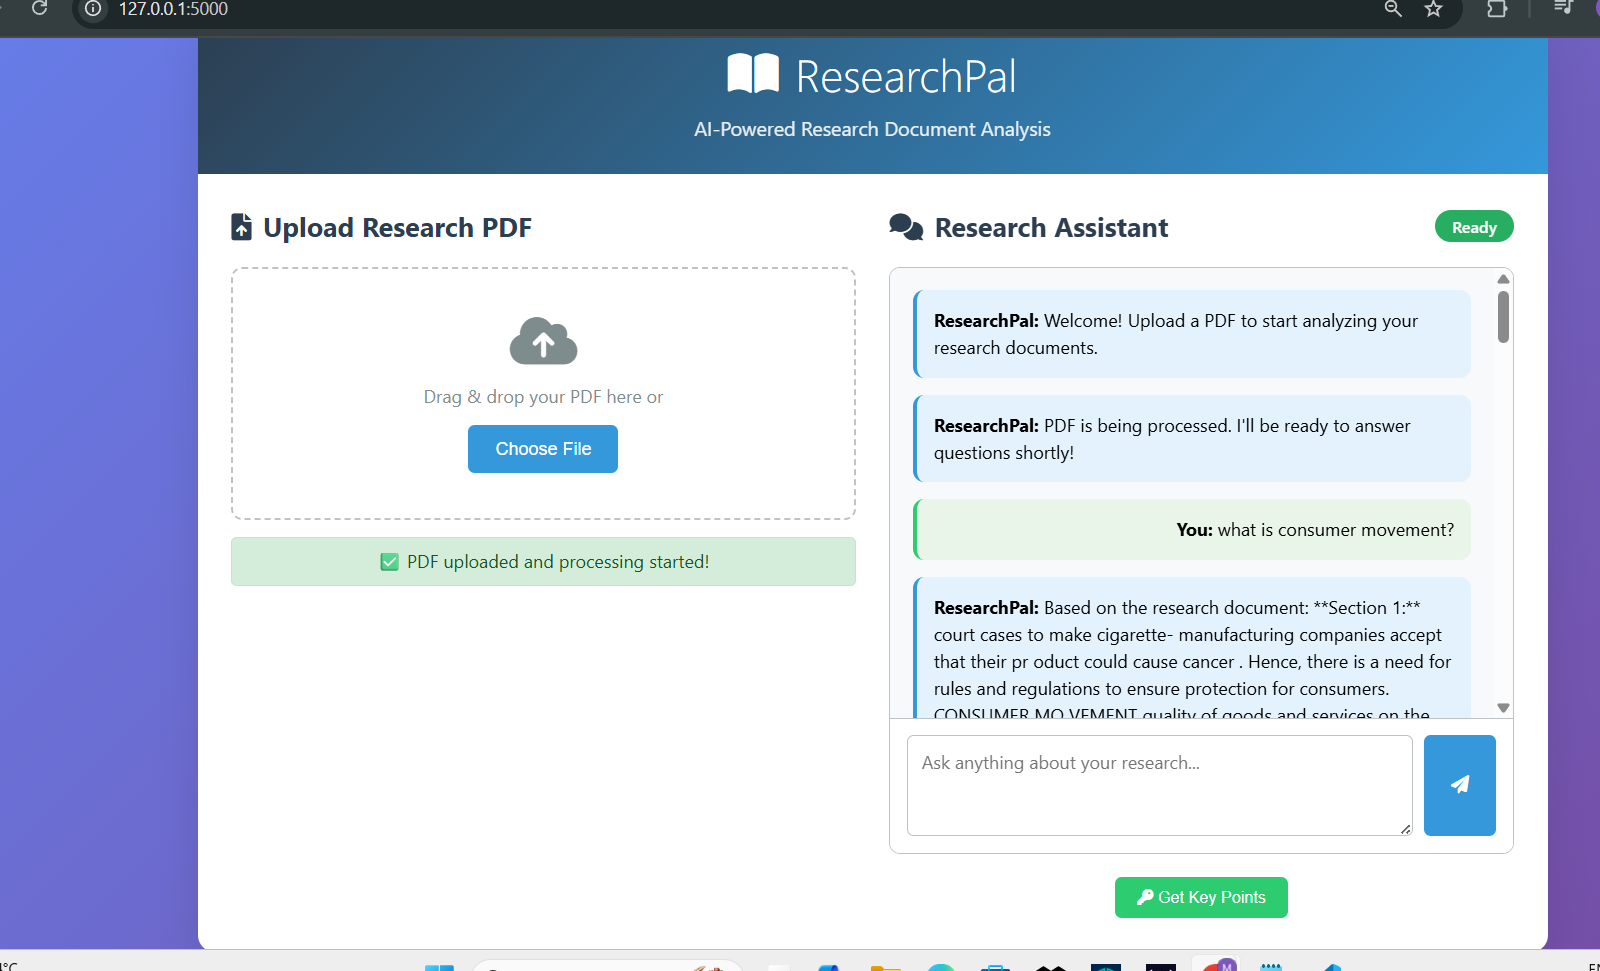 127.0.0.1:5000
ResearchPal
AI-Powered Research Document Analysis
Upload Research PDF
Drag & drop your PDF here or
Choose File
✅ PDF uploaded and processing started!
Research Assistant
Ready
ResearchPal: Welcome! Upload a PDF to start analyzing your
research documents.
ResearchPal: PDF is being processed. I'll be ready to answer
questions shortly!
You: what is consumer movement?
ResearchPal: Based on the research document: **Section 1:**
court cases to make cigarette- manufacturing companies accept
that their pr oduct could cause cancer . Hence, there is a need for
rules and regulations to ensure protection for consumers.
CONSUMER MO VEMENT quality of goods and services on the
Ask anything about your research...
Get Key Points